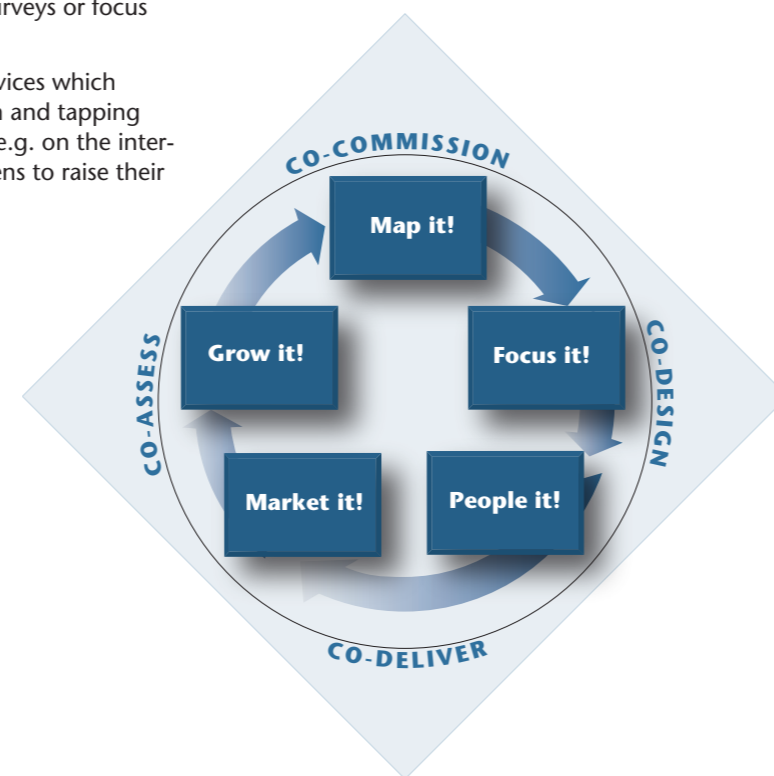 urveys or focus
vices which
and tapping
e.g. on the inter-
ens to raise their
CO-COMMISSION
Map it!
Grow it!
Focus it!
CO-ASSESS
CO-DESIGN
Market it!
People it!
CO-DELIVER